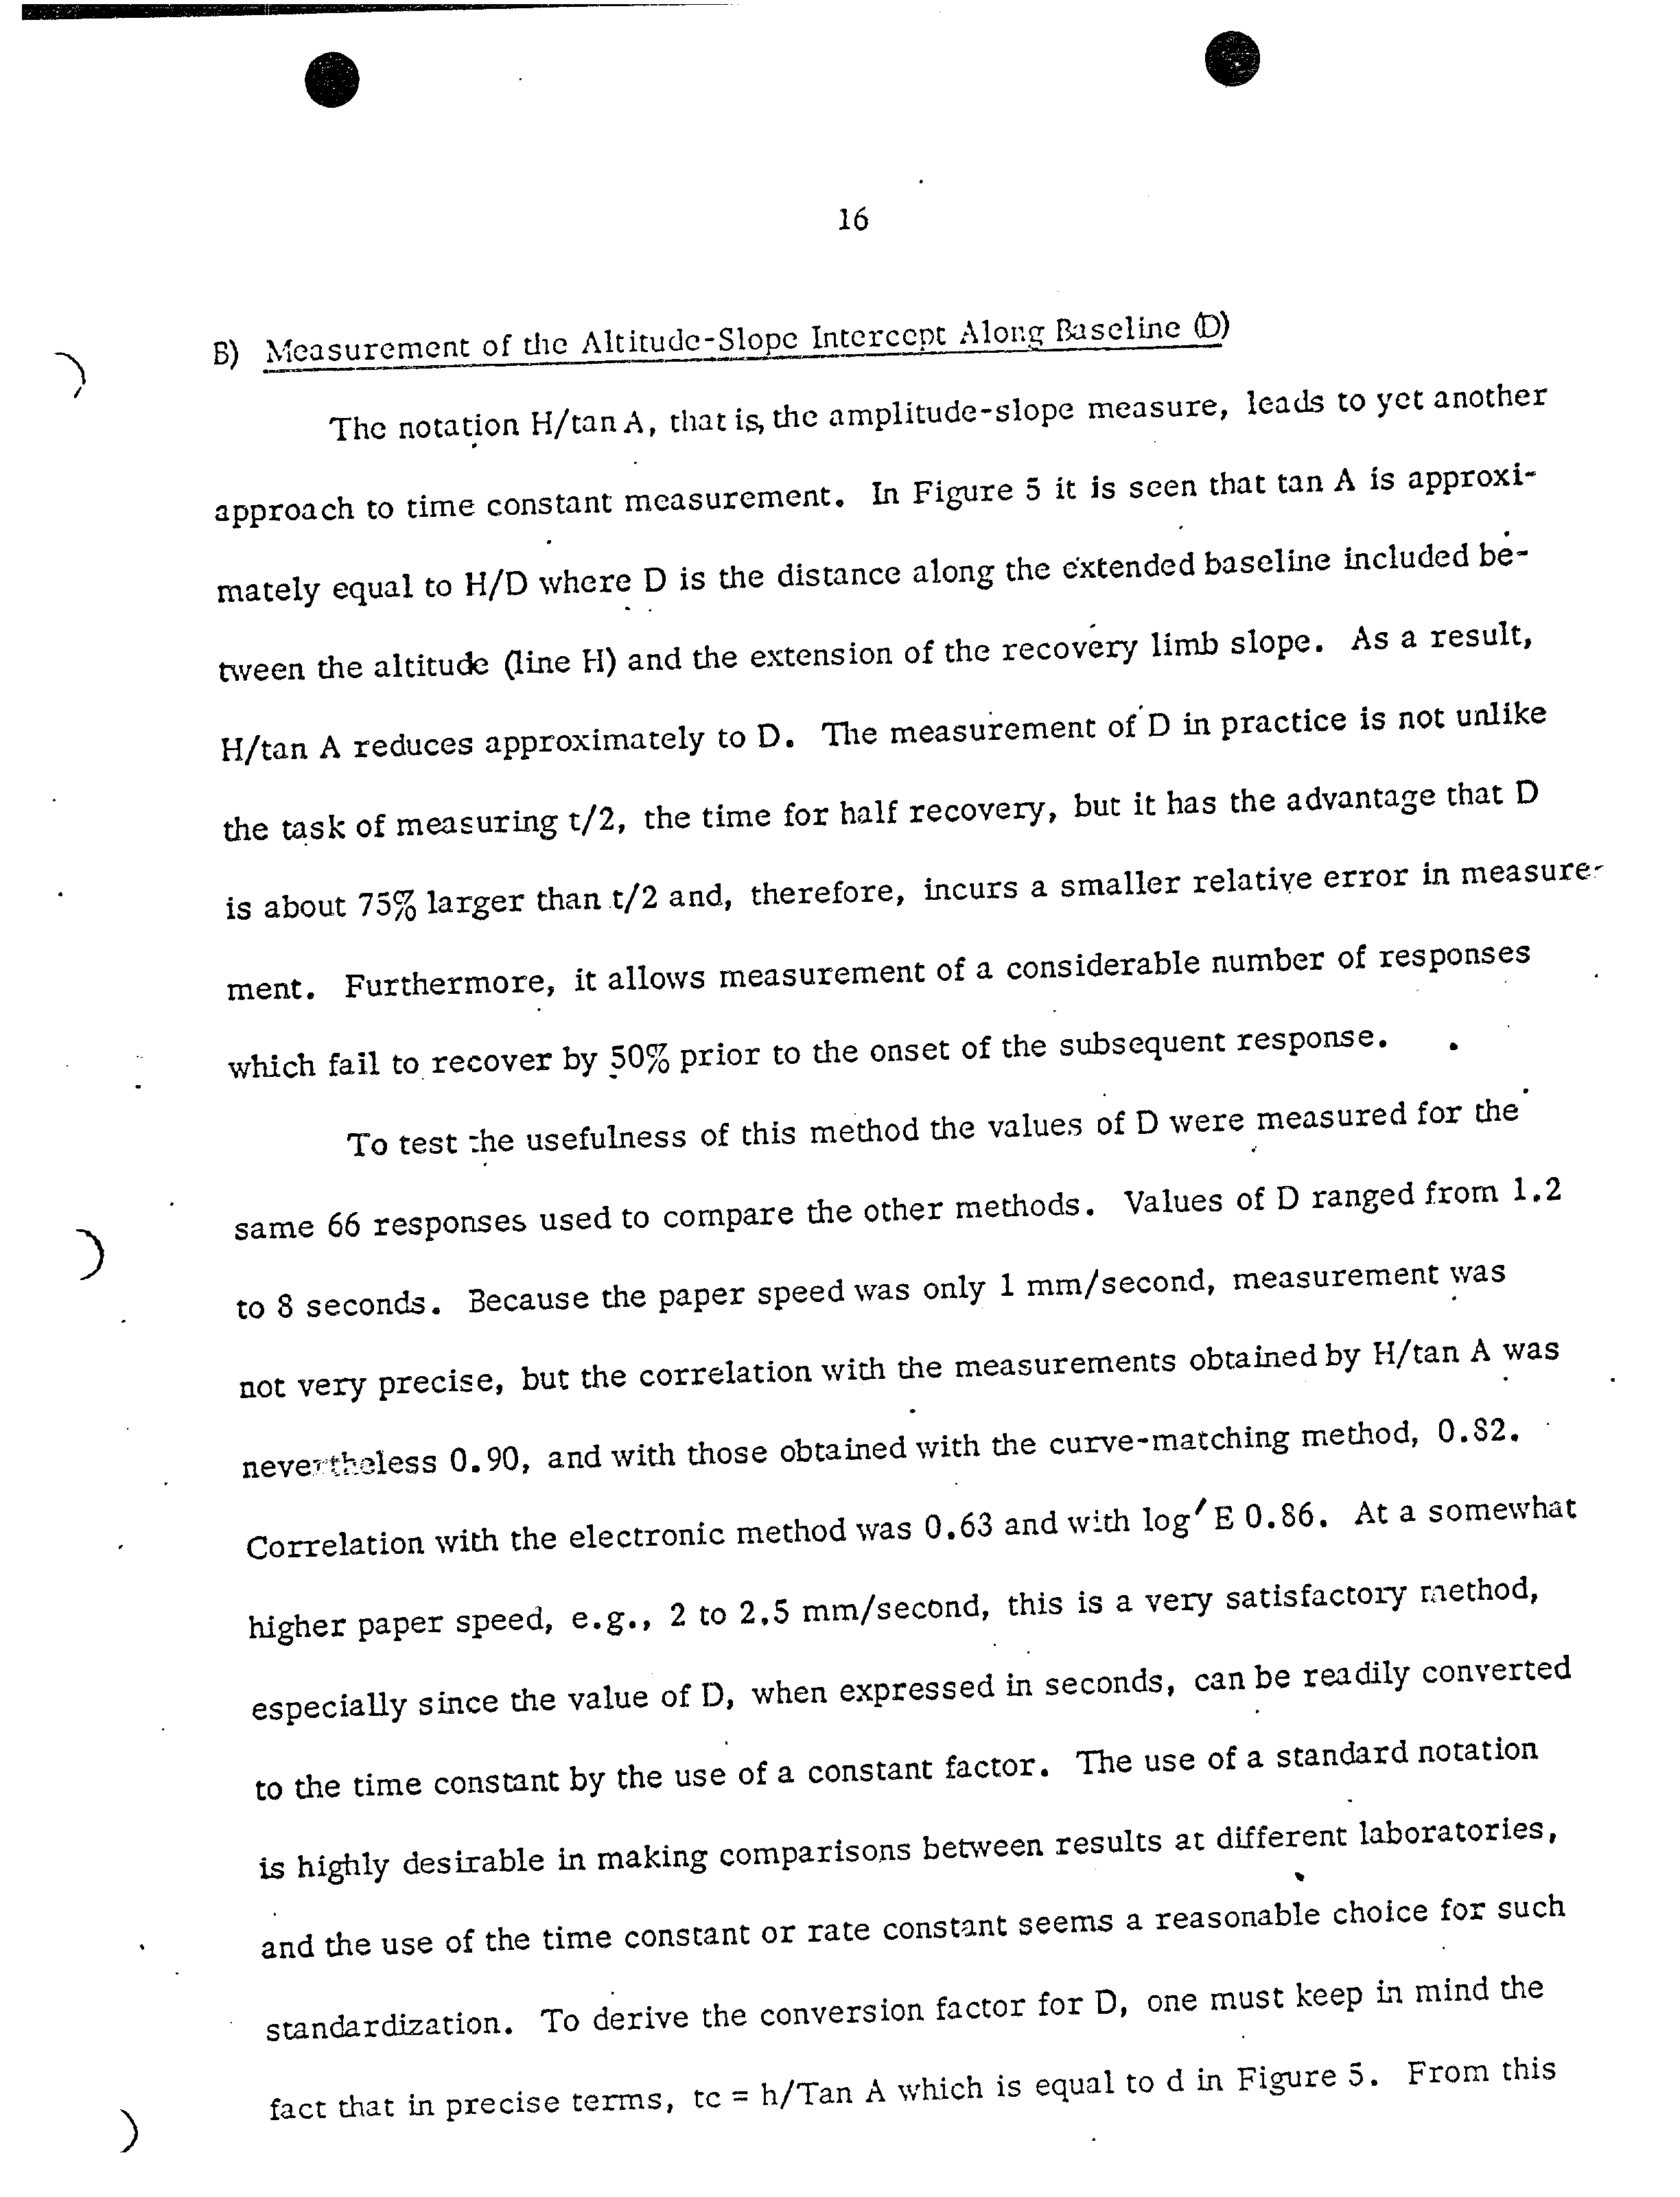 16
B) Measurement of the Altitude-Slope Intercept Along Baseline (D)
The notation H/tan A, that is, the amplitude-slope measure, leads to yet another
approach to time constant measurement. In Figure 5 it is seen that tan A is approxi-
mately equal to H/D where D is the distance along the extended baseline included be-
tween the altitude (line H) and the extension of the recovery limb slope. As a result,
H/tan A reduces approximately to D. The measurement of D in practice is not unlike
the task of measuring t/2, the time for half recovery, but it has the advantage that D
is about 75% larger than t/2 and, therefore, incurs a smaller relative error in measure-
ment. Furthermore, it allows measurement of a considerable number of responses
which fail to recover by 50% prior to the onset of the subsequent response.
To test the usefulness of this method the values of D were measured for the
same 66 responses used to compare the other methods. Values of D ranged from 1.2
to 8 seconds. Because the paper speed was only 1 mm/second, measurement was
not very precise, but the correlation with the measurements obtained by H/tan A was
nevertheless 0.90, and with those obtained with the curve-matching method, 0.82.
Correlation with the electronic method was 0.63 and with log′ E 0.86. At a somewhat
higher paper speed, e.g., 2 to 2.5 mm/second, this is a very satisfactory method,
especially since the value of D, when expressed in seconds, can be readily converted
to the time constant by the use of a constant factor. The use of a standard notation
is highly desirable in making comparisons between results at different laboratories,
and the use of the time constant or rate constant seems a reasonable choice for such
standardization. To derive the conversion factor for D, one must keep in mind the
fact that in precise terms, tc = h/Tan A which is equal to d in Figure 5. From this